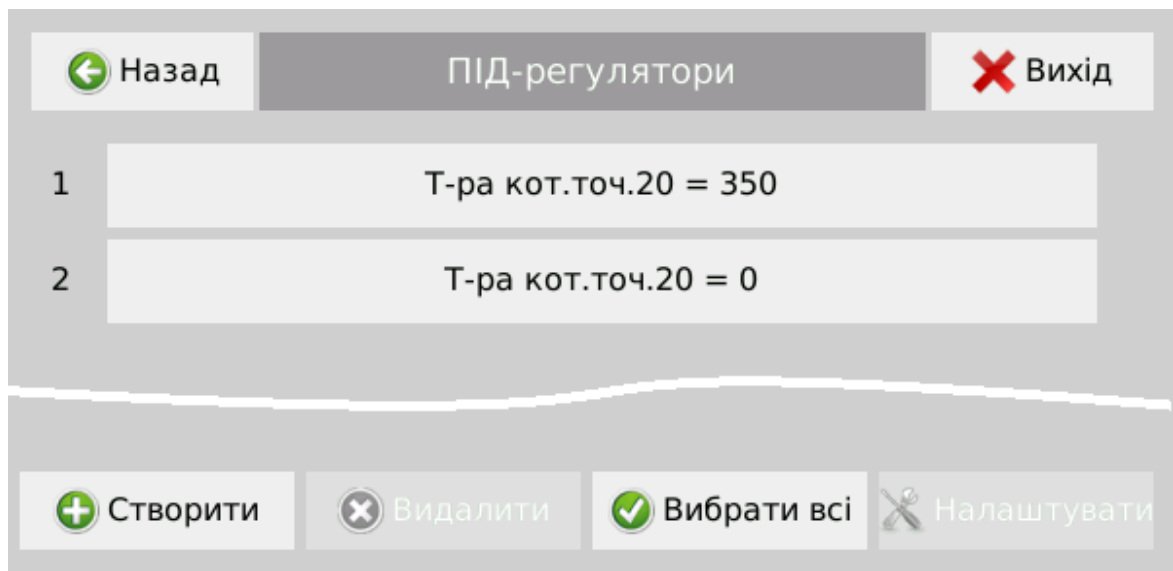 Назад ПІД-регулятори Вихід
1 Т-ра кот.точ.20 = 350
2 Т-ра кот.точ.20 = 0
Створити Видалити Вибрати всі Налаштувати